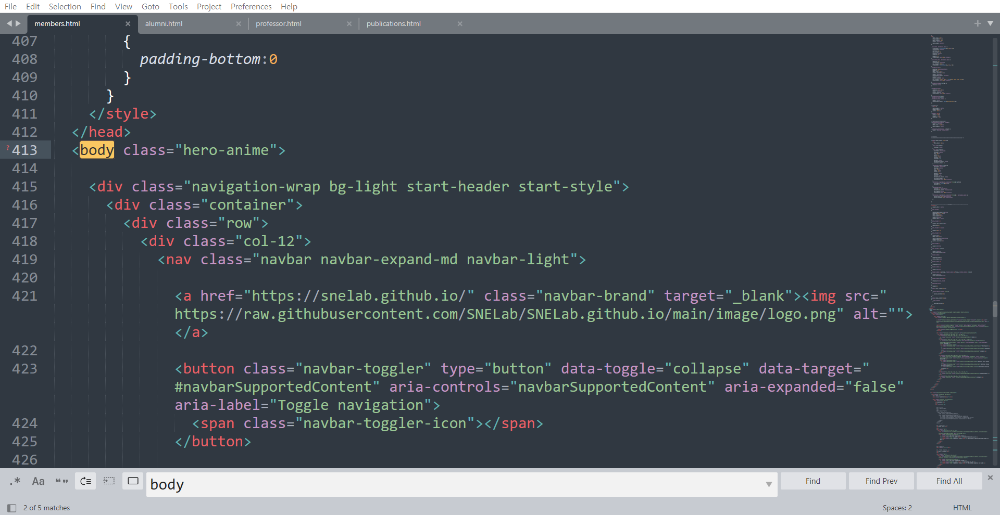 File Edit Selection Find View Goto Tools Project Preferences Help
members.html alumni.html professor.html publications.html
407 {
408 padding-bottom:0
409 }
410 }
411 </style>
412 </head>
413 <body class="hero-anime">
414
415 <div class="navigation-wrap bg-light start-header start-style">
416 <div class="container">
417 <div class="row">
418 <div class="col-12">
419 <nav class="navbar navbar-expand-md navbar-light">
420
421 <a href="https://snelab.github.io/" class="navbar-brand" target="_blank"><img src="
https://raw.githubusercontent.com/SNELab/SNELab.github.io/main/image/logo.png" alt="">
</a>
422
423 <button class="navbar-toggler" type="button" data-toggle="collapse" data-target="
#navbarSupportedContent" aria-controls="navbarSupportedContent" aria-expanded="false"
aria-label="Toggle navigation">
424 <span class="navbar-toggler-icon"></span>
425 </button>
426
.* Aa “” body Find Find Prev Find All
2 of 5 matches Spaces: 2 HTML